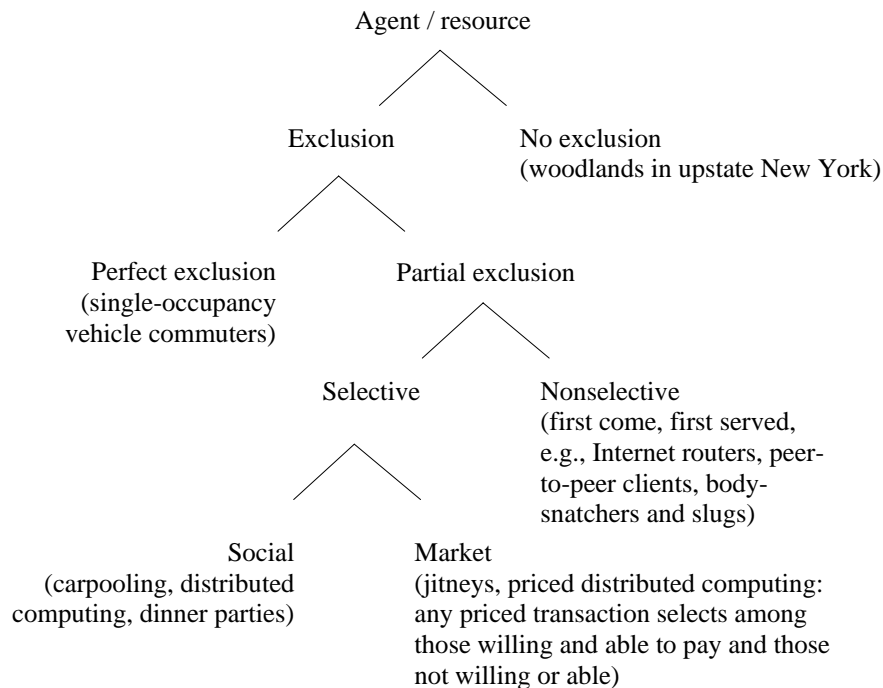 Agent / resource
Exclusion
No exclusion
(woodlands in upstate New York)
Perfect exclusion
(single-occupancy
vehicle commuters)
Partial exclusion
Selective
Nonselective
(first come, first served,
e.g., Internet routers, peer-
to-peer clients, body-
snatchers and slugs)
Social
(carpooling, distributed
computing, dinner parties)
Market
(jitneys, priced distributed computing:
any priced transaction selects among
those willing and able to pay and those
not willing or able)